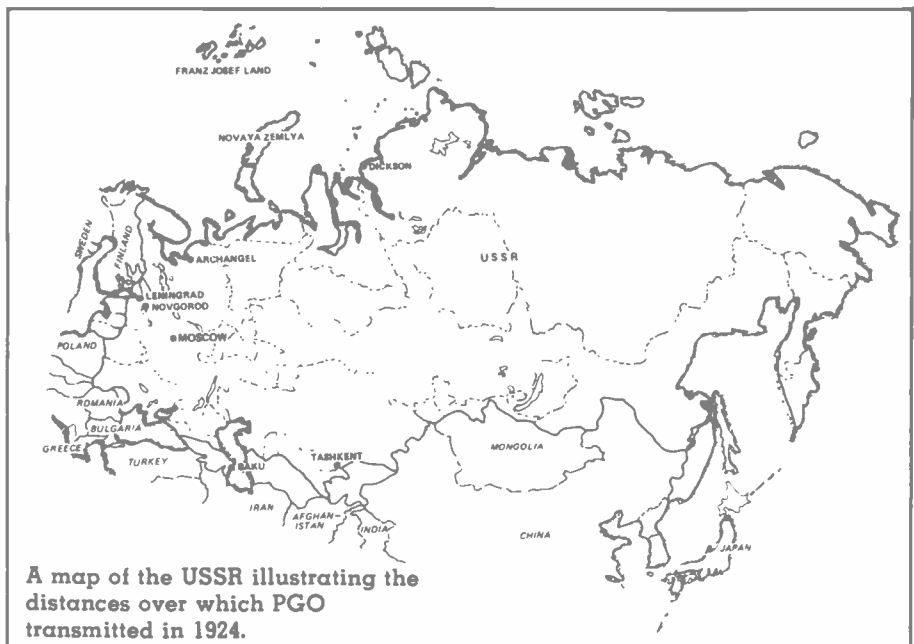 FRANZ JOSEF LAND
NOVAYA ZEMLYA
DICKSON
SWEDEN
FINLAND
ARCHANGEL
USSR
LENINGRAD
NOVGOROD
MOSCOW
POLAND
ROMANIA
BULGARIA
GREECE
TURKEY
BAKU
TASHKENT
MONGOLIA
IRAN
AFGHAN-
ISTAN
INDIA
CHINA
JAPAN
A map of the USSR illustrating the
distances over which PGO
transmitted in 1924.